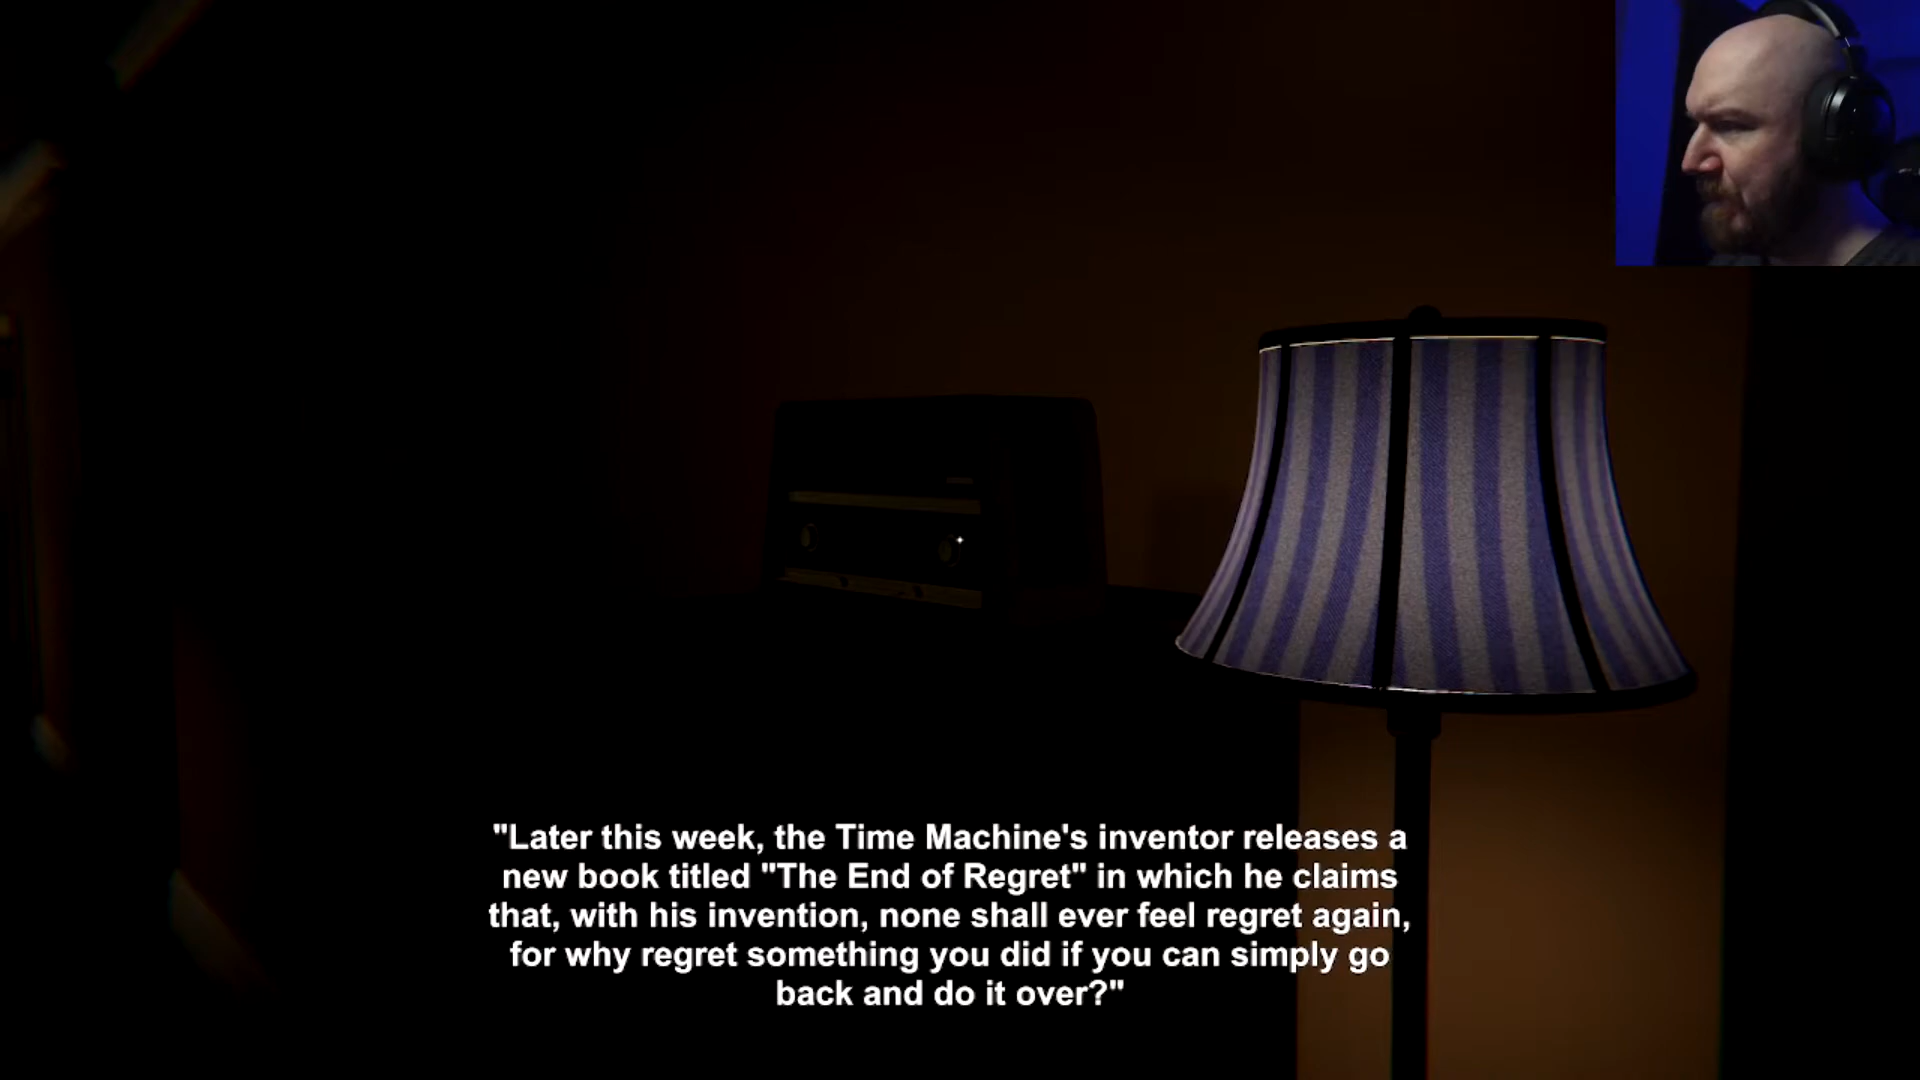 "Later this week, the Time Machine's inventor releases a
new book titled "The End of Regret" in which he claims
that, with his invention, none shall ever feel regret again,
for why regret something you did if you can simply go
back and do it over?"